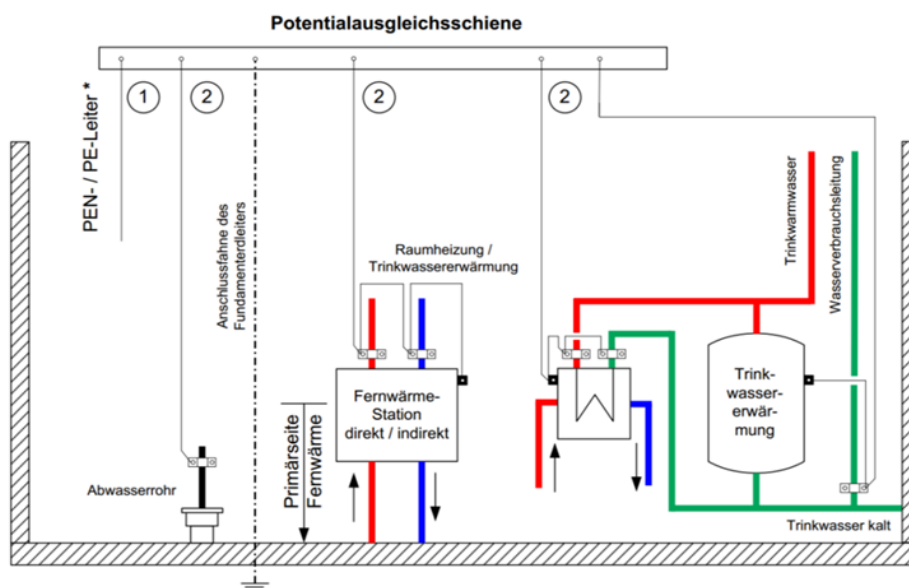 Potentialausgleichsschiene
1
2
2
2
PEN- / PE-Leiter *
Anschlussfahne des
Fundamenterdleiters
Raumheizung /
Trinkwassererwärmung
Trinkwarmwasser
Wasserverbrauchsleitung
Fernwärme-
Station
direkt / indirekt
Trink-
wasser-
erwär-
mung
Primärseite
Fernwärme
Abwasserrohr
Trinkwasser kalt